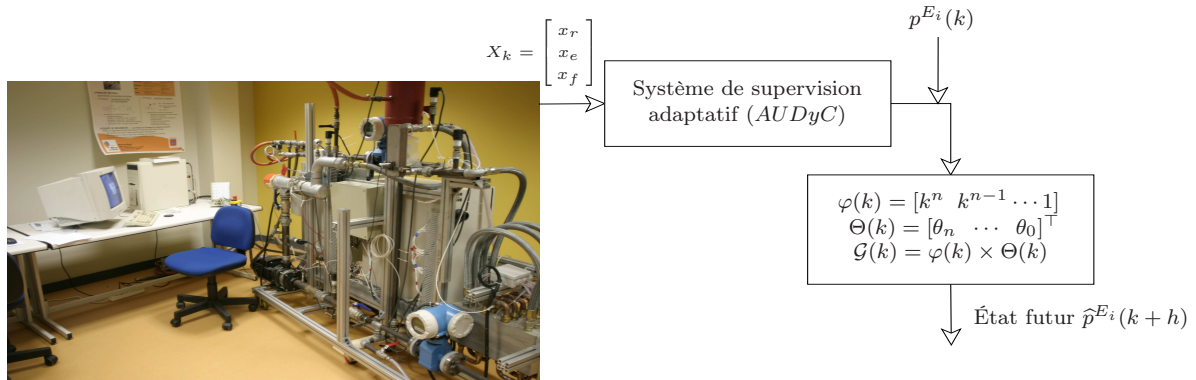 X_k = [ x_r
x_e
x_f ]
Système de supervision
adaptatif (AUDyC)
p^{E_i}(k)
φ(k) = [k^n k^{n−1} ⋯ 1]
Θ(k) = [θ_n ⋯ θ_0]^⊤
𝒢(k) = φ(k) × Θ(k)
État futur p̂^{E_i}(k + h)